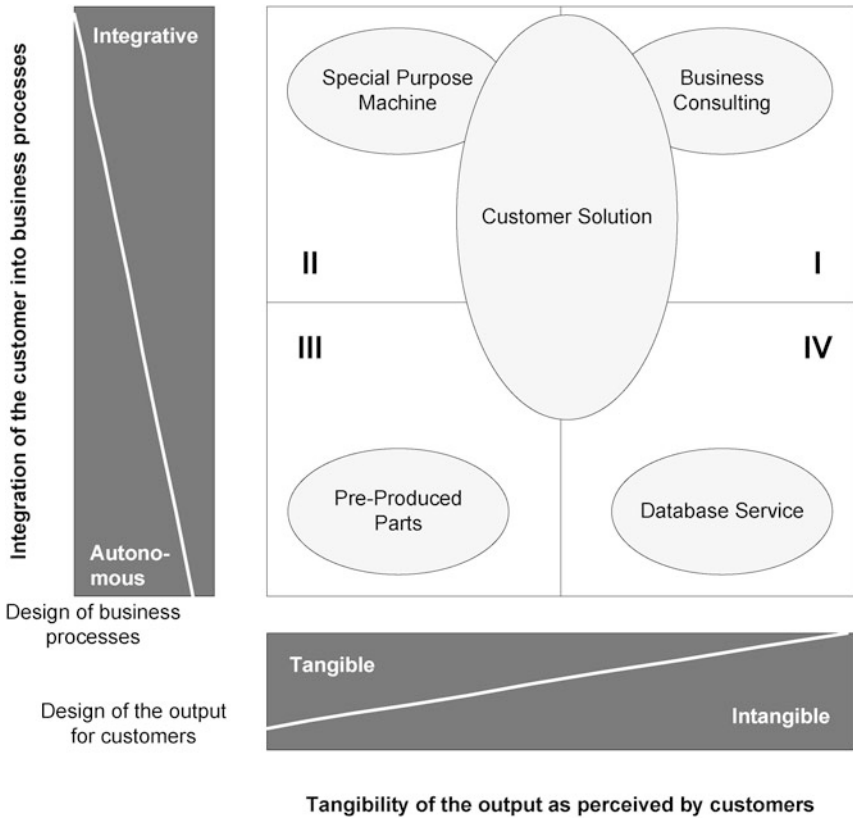 Integration of the customer into business processes
Integrative
Autono-
mous
Design of business
processes
Special Purpose
Machine
Business
Consulting
Customer Solution
II
I
III
IV
Pre-Produced
Parts
Database Service
Tangible
Intangible
Design of the output
for customers
Tangibility of the output as perceived by customers